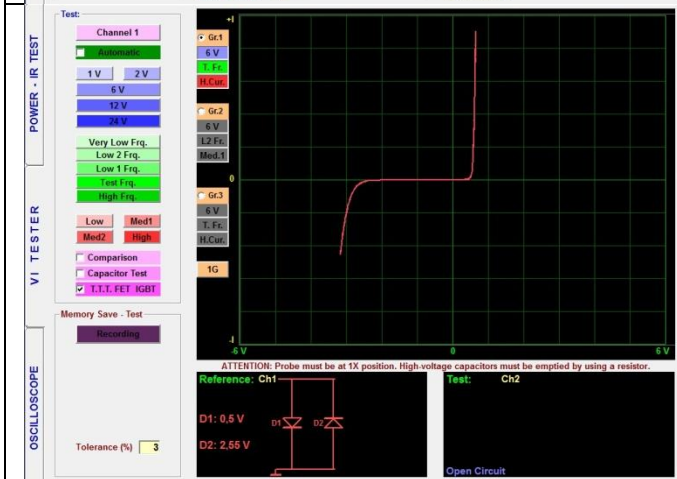 POWER - IR TEST
VI TESTER
OSCILLOSCOPE
Test:
Channel 1
Automatic
1 V
2 V
6 V
12 V
24 V
Very Low Frq.
Low 2 Frq.
Low 1 Frq.
Test Frq.
High Frq.
Low
Med1
Med2
High
Comparison
Capacitor Test
T.T.T. FET IGBT
Memory Save - Test
Recording
Tolerance (%) 3
Gr.1
6 V
T. Fr.
H.Cur.
Gr.2
6 V
L2 Fr.
Med.1
Gr.3
6 V
T. Fr.
H.Cur.
1G
+I
0
-I
-6 V
0
6 V
ATTENTION: Probe must be at 1X position. High-voltage capacitors must be emptied by using a resistor.
Reference: Ch1
D1: 0,5 V
D1
D2
D2: 2,55 V
Test: Ch2
Open Circuit